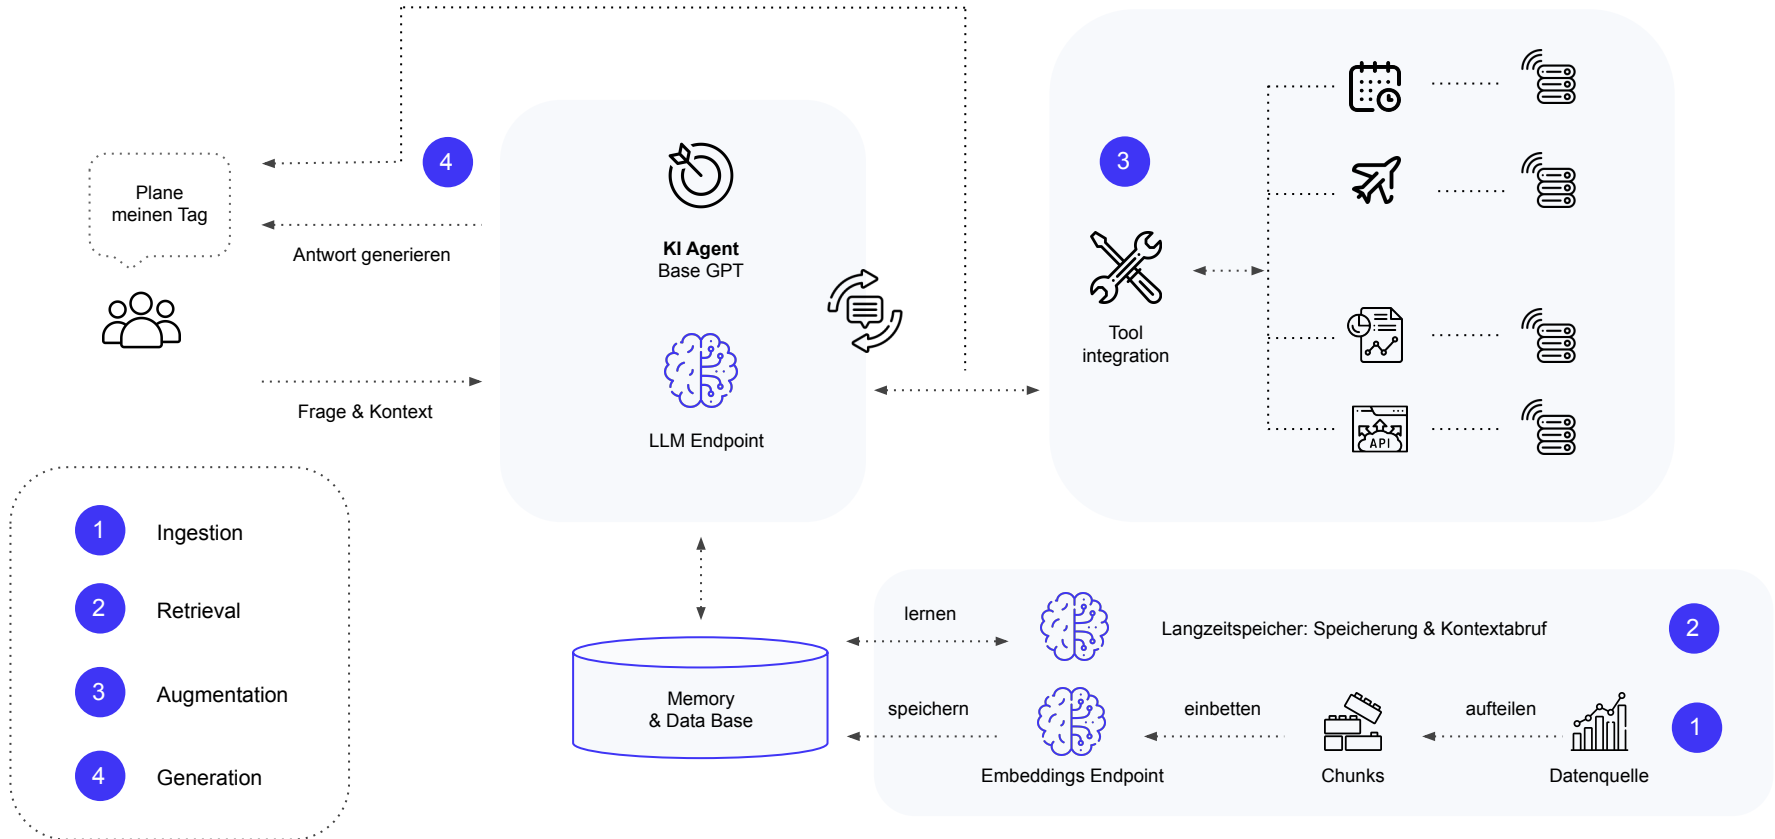 4
3
Plane
meinen Tag
Antwort generieren
KI Agent
Base GPT
Tool
integration
Frage & Kontext
LLM Endpoint
API
1 Ingestion
2 Retrieval
3 Augmentation
4 Generation
lernen
Langzeitspeicher: Speicherung & Kontextabruf
2
Memory
& Data Base
speichern
einbetten
aufteilen
1
Embeddings Endpoint
Chunks
Datenquelle